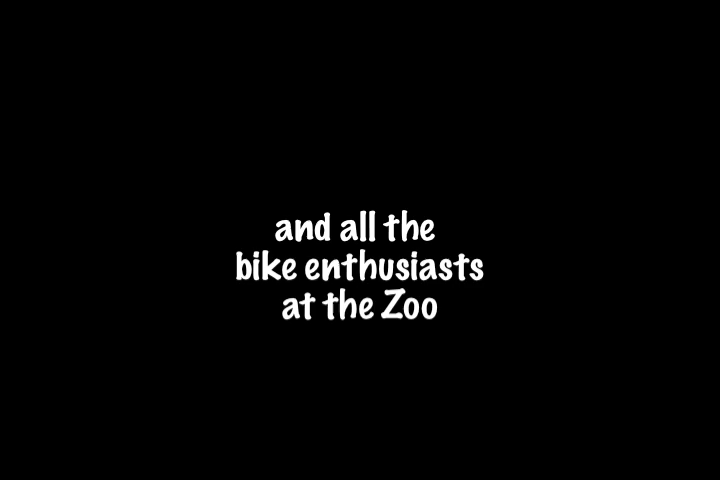 and all the
bike enthusiasts
at the Zoo